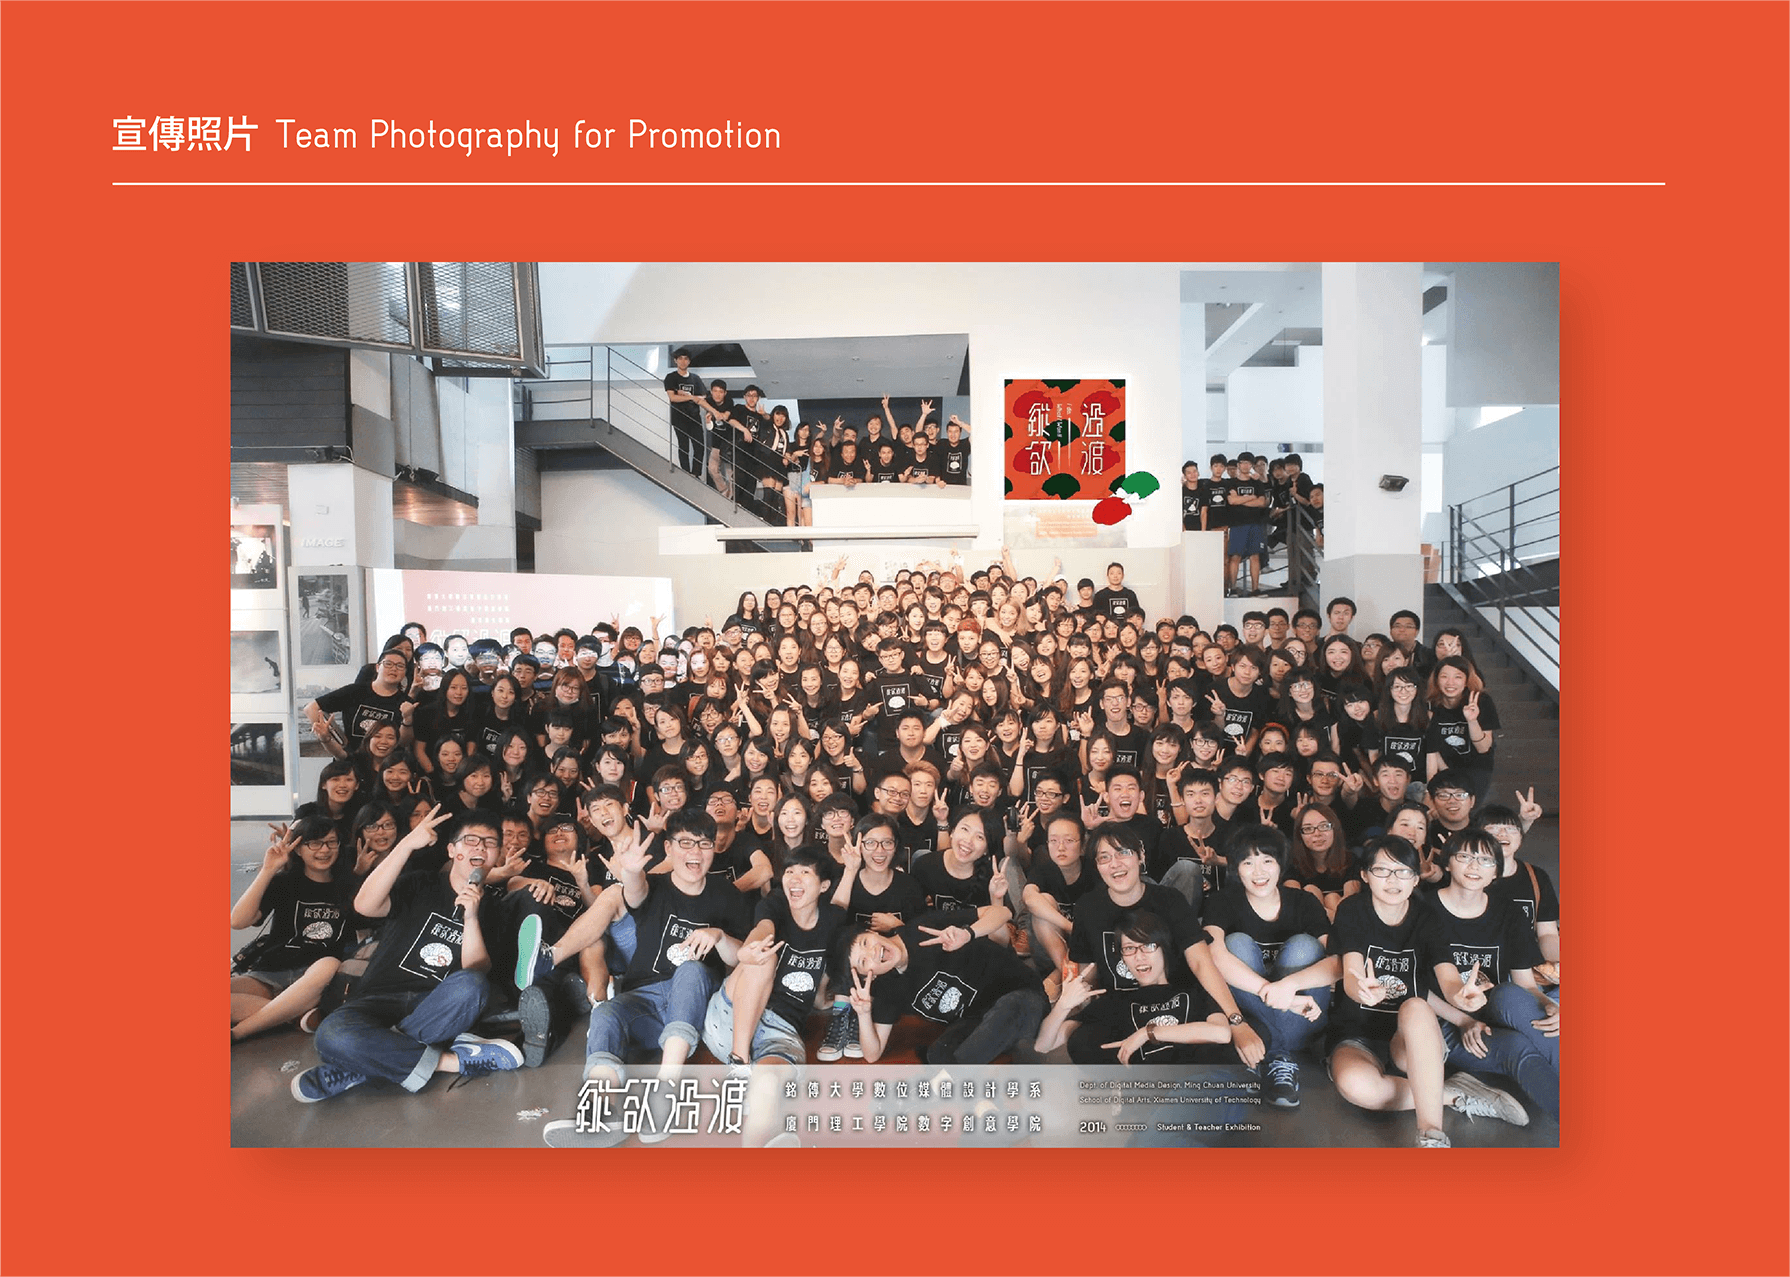 宣傳照片 Team Photography for Promotion
縱欲
過渡
IMAGE
縱欲過渡
銘傳大學數位媒體設計學系
廈門理工學院數字創意學院
Dept. of Digital Media Design, Ming Chuan University
School of Digital Arts, Xiamen University of Technology
2014
Student & Teacher Exhibition